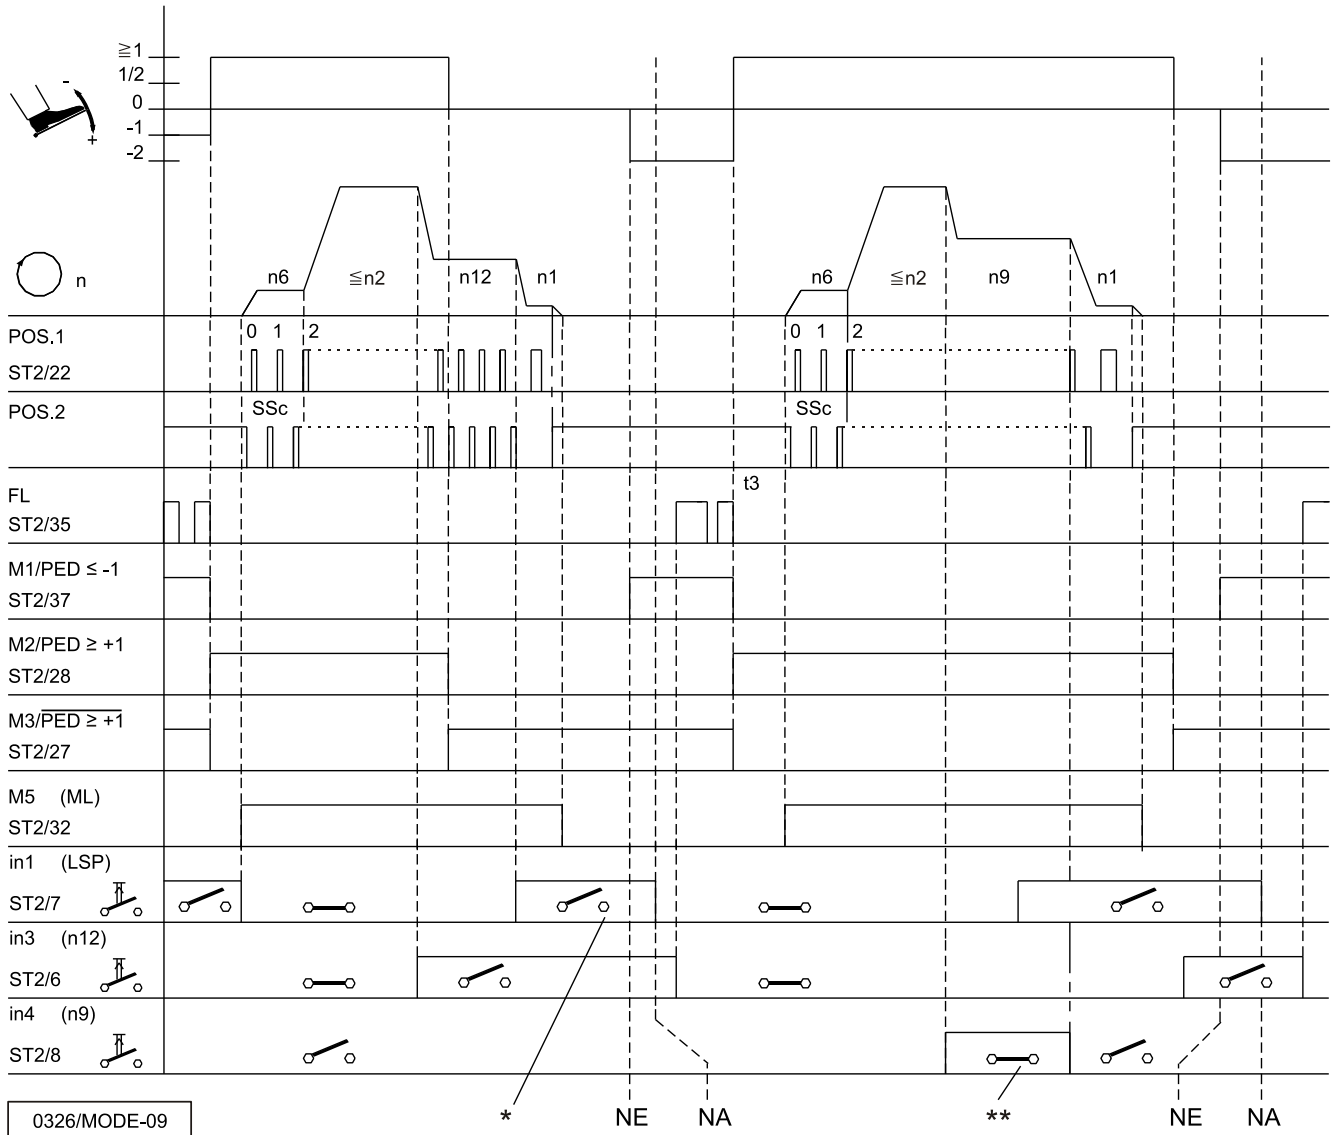 ≧1
1/2
0
-1
-2
-
+
n
n6 ≦n2 n12 n1 n6 ≦n2 n9 n1
POS.1 0 1 2 0 1 2
ST2/22
POS.2 SSc SSc
FL t3
ST2/35
M1/PED ≤ -1
ST2/37
M2/PED ≥ +1
ST2/28
M3/PED ≥ +1
ST2/27
M5 (ML)
ST2/32
in1 (LSP)
ST2/7
in3 (n12)
ST2/6
in4 (n9)
ST2/8
0326/MODE-09 * NE NA ** NE NA